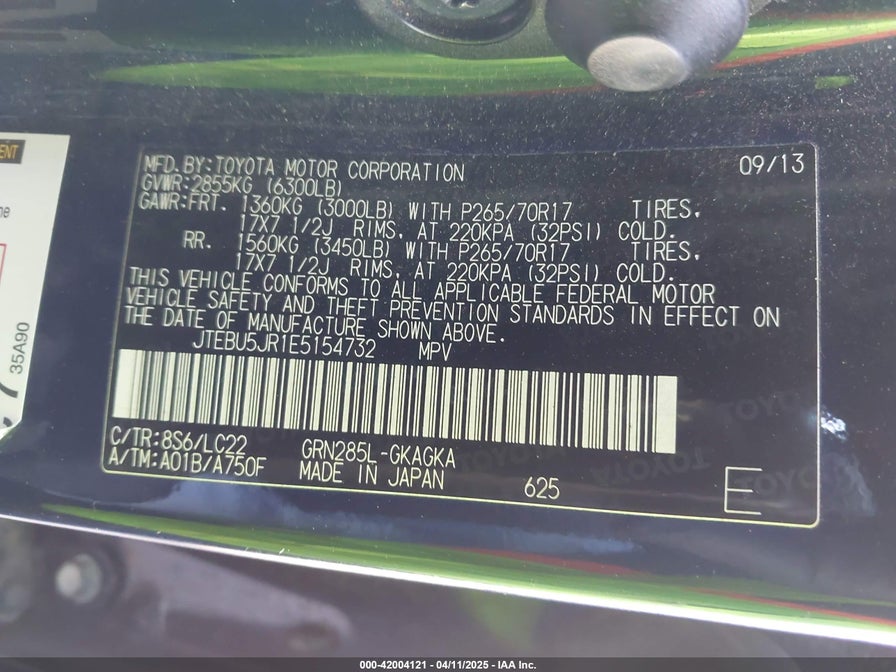 ENT
ne
35A90
MFD.BY:TOYOTA MOTOR CORPORATION 09/13
GVWR:2855KG (6300LB)
GAWR:FRT. 1360KG (3000LB) WITH P265/70R17 TIRES,
17X7 1/2J RIMS, AT 220KPA (32PSI) COLD.
RR. 1560KG (3450LB) WITH P265/70R17 TIRES,
17X7 1/2J RIMS, AT 220KPA (32PSI) COLD.
THIS VEHICLE CONFORMS TO ALL APPLICABLE FEDERAL MOTOR
VEHICLE SAFETY AND THEFT PREVENTION STANDARDS IN EFFECT ON
THE DATE OF MANUFACTURE SHOWN ABOVE.
JTEBU5JR1E5154732 MPV
C/TR:8S6/LC22 GRN285L-GKAGKA
A/TM:A01B/A750F MADE IN JAPAN 625 E
000-42004121 - 04/11/2025 - IAA Inc.